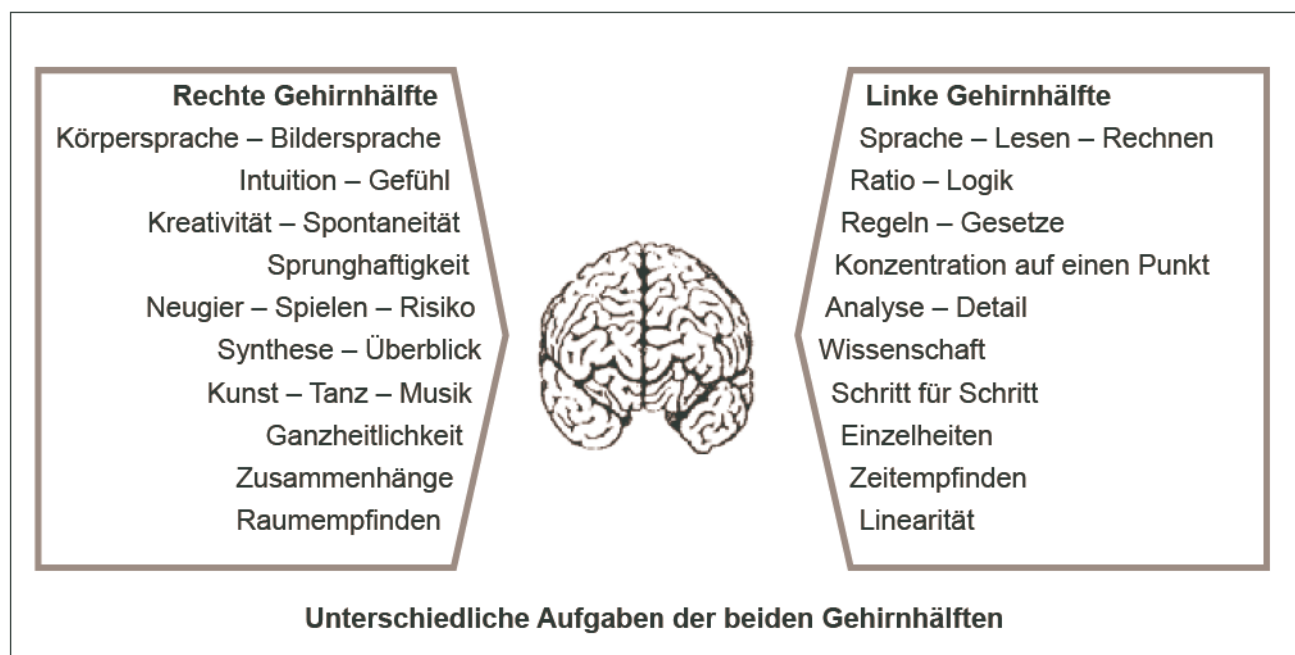 Rechte Gehirnhälfte
Körpersprache – Bildersprache
Intuition – Gefühl
Kreativität – Spontaneität
Sprunghaftigkeit
Neugier – Spielen – Risiko
Synthese – Überblick
Kunst – Tanz – Musik
Ganzheitlichkeit
Zusammenhänge
Raumempfinden
Linke Gehirnhälfte
Sprache – Lesen – Rechnen
Ratio – Logik
Regeln – Gesetze
Konzentration auf einen Punkt
Analyse – Detail
Wissenschaft
Schritt für Schritt
Einzelheiten
Zeitempfinden
Linearität
Unterschiedliche Aufgaben der beiden Gehirnhälften